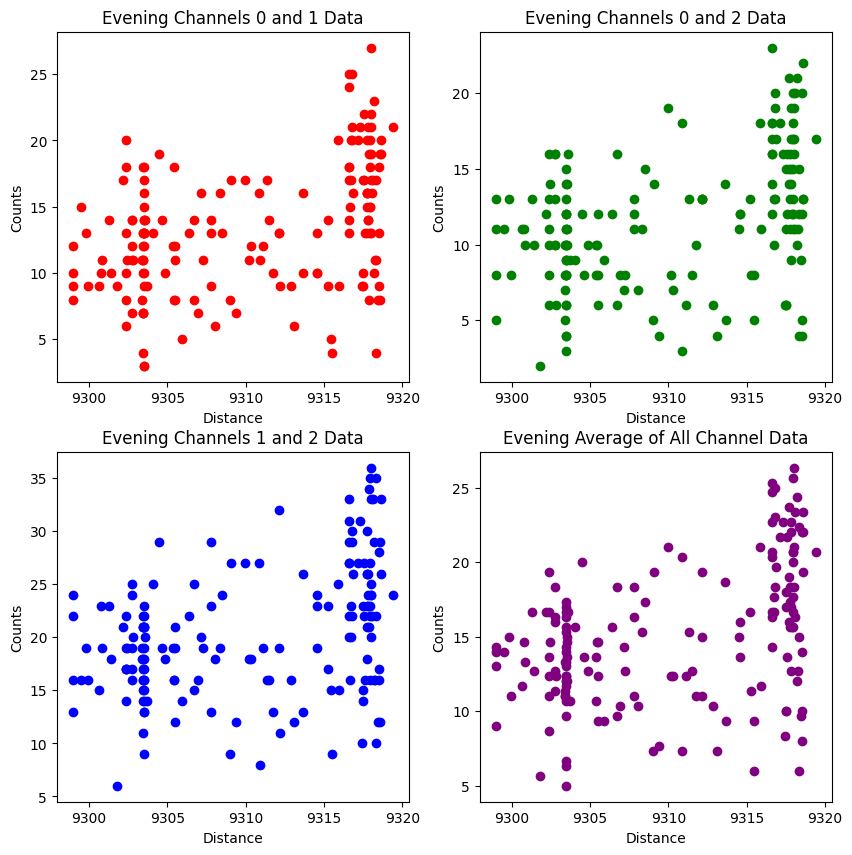 Evening Channels 0 and 1 Data
Counts
25
20
15
10
5
9300 9305 9310 9315 9320
Distance
Evening Channels 0 and 2 Data
Counts
20
15
10
5
9300 9305 9310 9315 9320
Distance
Evening Channels 1 and 2 Data
Counts
35
30
25
20
15
10
5
9300 9305 9310 9315 9320
Distance
Evening Average of All Channel Data
Counts
25
20
15
10
5
9300 9305 9310 9315 9320
Distance